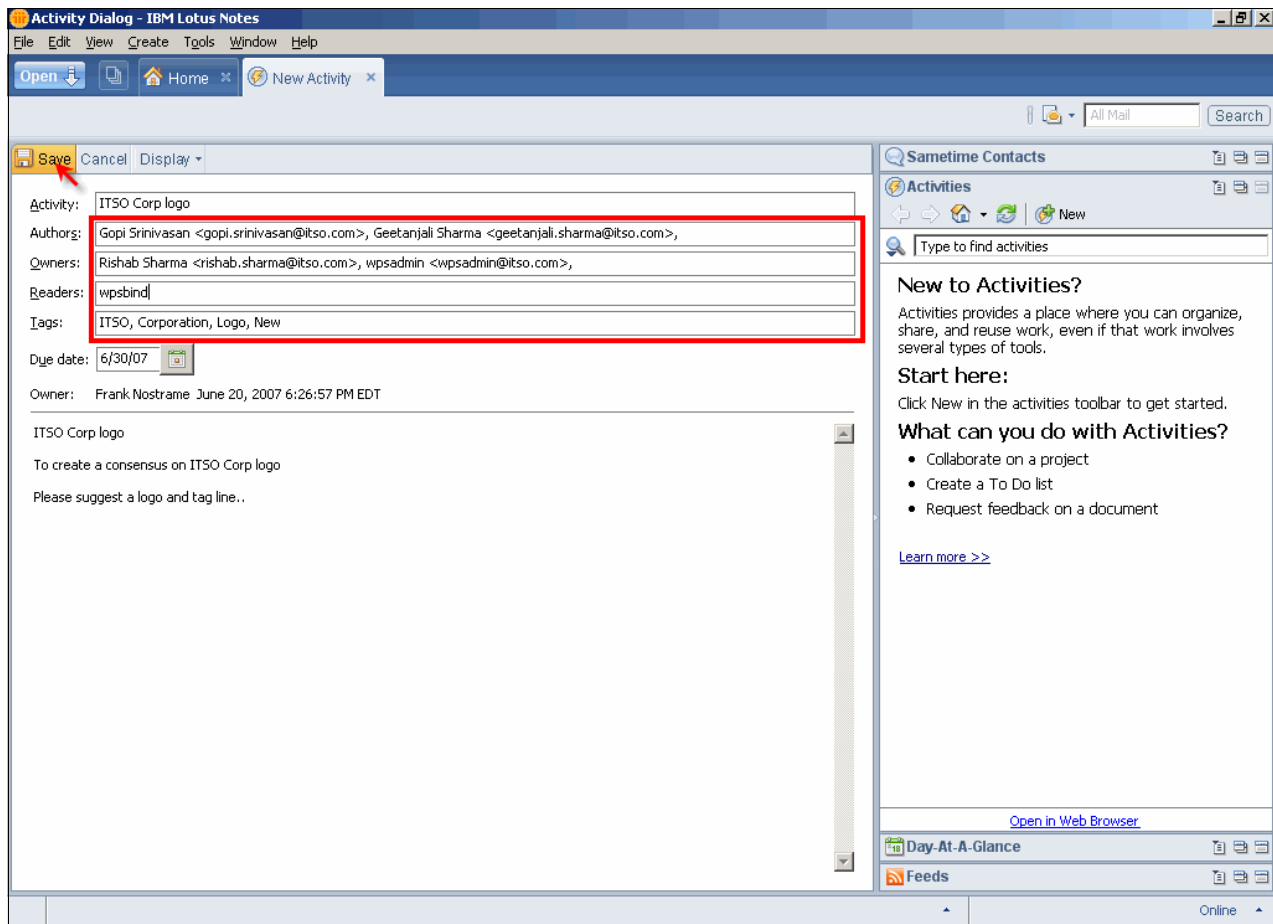 Activity Dialog - IBM Lotus Notes
File Edit View Create Tools Window Help
Open Home New Activity
All Mail Search
Save Cancel Display
Activity: ITSO Corp logo
Authors: Gopi Srinivasan <gopi.srinivasan@itso.com>, Geetanjali Sharma <geetanjali.sharma@itso.com>,
Owners: Rishab Sharma <rishab.sharma@itso.com>, wpsadmin <wpsadmin@itso.com>,
Readers: wpsbind
Tags: ITSO, Corporation, Logo, New
Due date: 6/30/07
Owner: Frank Nostrame June 20, 2007 6:26:57 PM EDT
ITSO Corp logo
To create a consensus on ITSO Corp logo
Please suggest a logo and tag line..
Sametime Contacts
Activities
New
Type to find activities
New to Activities?
Activities provides a place where you can organize,
share, and reuse work, even if that work involves
several types of tools.
Start here:
Click New in the activities toolbar to get started.
What can you do with Activities?
• Collaborate on a project
• Create a To Do list
• Request feedback on a document
Learn more >>
Open in Web Browser
18 Day-At-A-Glance
Feeds
Online